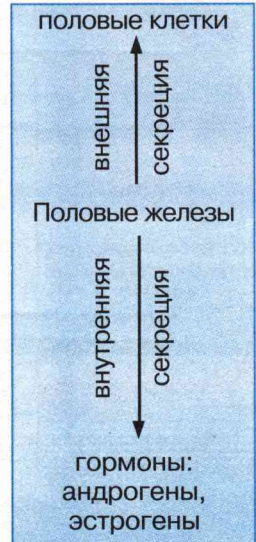 половые клетки
внешняя
секреция
Половые железы
внутренняя
секреция
гормоны:
андрогены,
эстрогены